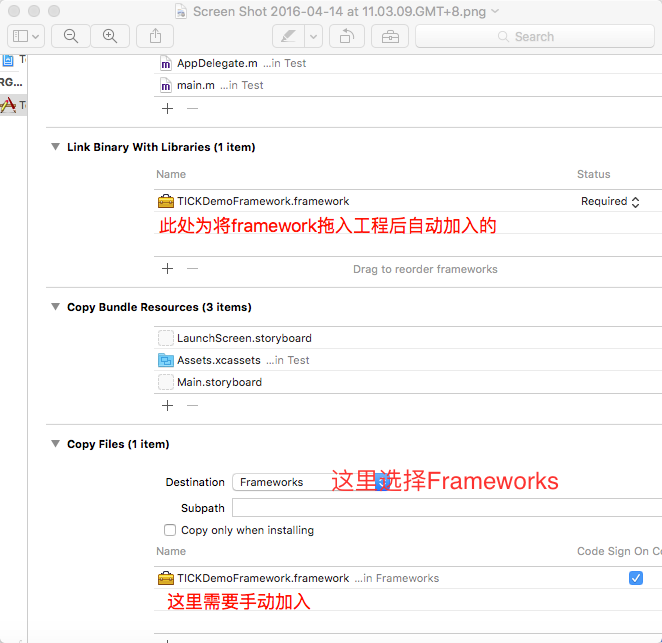 Screen Shot 2016-04-14 at 11.03.09.GMT+8.png
Search
AppDelegate.m ...in Test
RG...
main.m ...in Test
Link Binary With Libraries (1 item)
Name Status
TICKDemoFramework.framework Required
此处为将framework拖入工程后自动加入的
Drag to reorder frameworks
Copy Bundle Resources (3 items)
LaunchScreen.storyboard
Assets.xcassets ...in Test
Main.storyboard
Copy Files (1 item)
Destination Frameworks 这里选择Frameworks
Subpath
Copy only when installing
Name Code Sign On Co
TICKDemoFramework.framework ...in Frameworks
这里需要手动加入